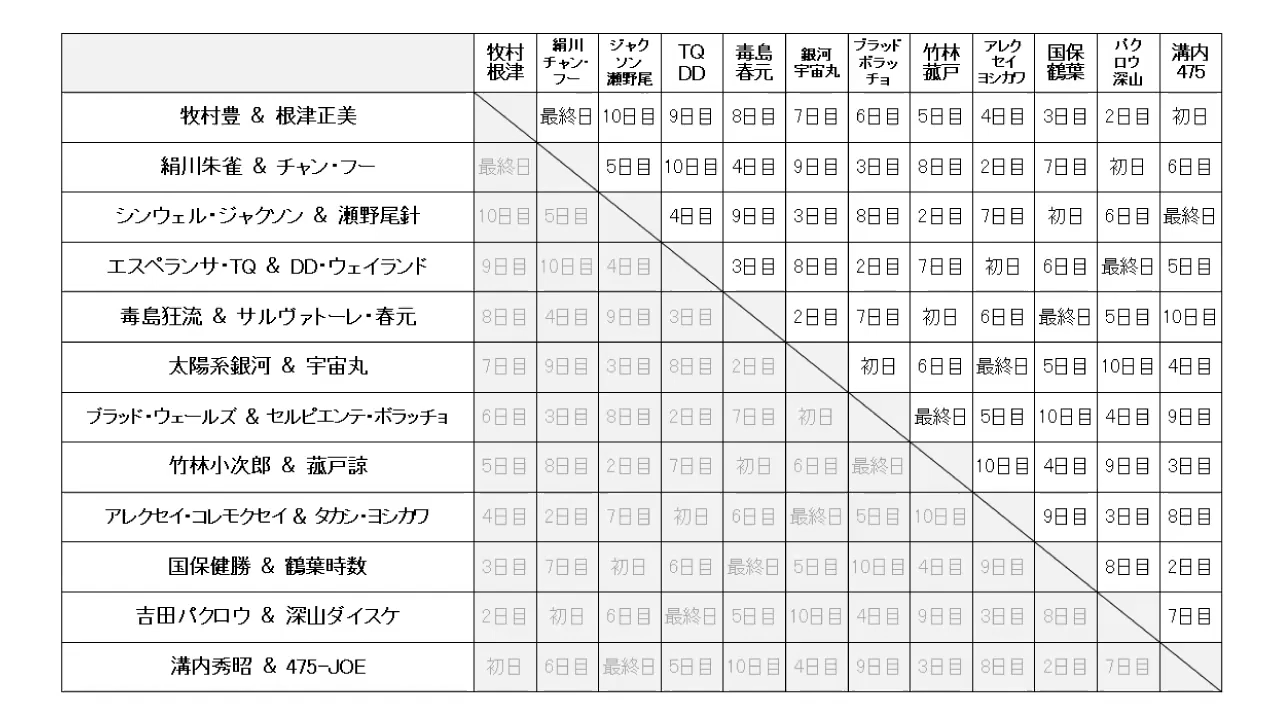 牧村 絹川 ジャク TQ 毒島 銀河 ブラッド 竹林 アレク 国保 パク 溝内
根津 チャン・ ソン DD 春元 宇宙丸 ボラッ 菰戸 セイ 鶴葉 ロウ 475
フー 瀬野尾 チョ ヨシカワ 深山
牧村豊 & 根津正美 最終日 10日目 9日目 8日目 7日目 6日目 5日目 4日目 3日目 2日目 初日
絹川朱雀 & チャン・フー 最終日 5日目 10日目 4日目 9日目 3日目 8日目 2日目 7日目 初日 6日目
シンウェル・ジャクソン & 瀬野尾針 10日目 5日目 4日目 9日目 3日目 8日目 2日目 7日目 初日 6日目 最終日
エスペランサ・TQ & DD・ウェイランド 9日目 10日目 4日目 3日目 8日目 2日目 7日目 初日 6日目 最終日 5日目
毒島狂流 & サルヴァトーレ・春元 8日目 4日目 9日目 3日目 2日目 7日目 初日 6日目 最終日 5日目 10日目
太陽系銀河 & 宇宙丸 7日目 9日目 3日目 8日目 2日目 初日 6日目 最終日 5日目 10日目 4日目
ブラッド・ウェールズ & セルピエンテ・ボラッチョ 6日目 3日目 8日目 2日目 7日目 初日 最終日 5日目 10日目 4日目 9日目
竹林小次郎 & 菰戸諒 5日目 8日目 2日目 7日目 初日 6日目 最終日 10日目 4日目 9日目 3日目
アレクセイ・コレモクセイ & タカシ・ヨシカワ 4日目 2日目 7日目 初日 6日目 最終日 5日目 10日目 9日目 3日目 8日目
国保健勝 & 鶴葉時数 3日目 7日目 初日 6日目 最終日 5日目 10日目 4日目 9日目 8日目 2日目
吉田パクロウ & 深山ダイスケ 2日目 初日 6日目 最終日 5日目 10日目 4日目 9日目 3日目 8日目 7日目
溝内秀昭 & 475-JOE 初日 6日目 最終日 5日目 10日目 4日目 9日目 3日目 8日目 2日目 7日目